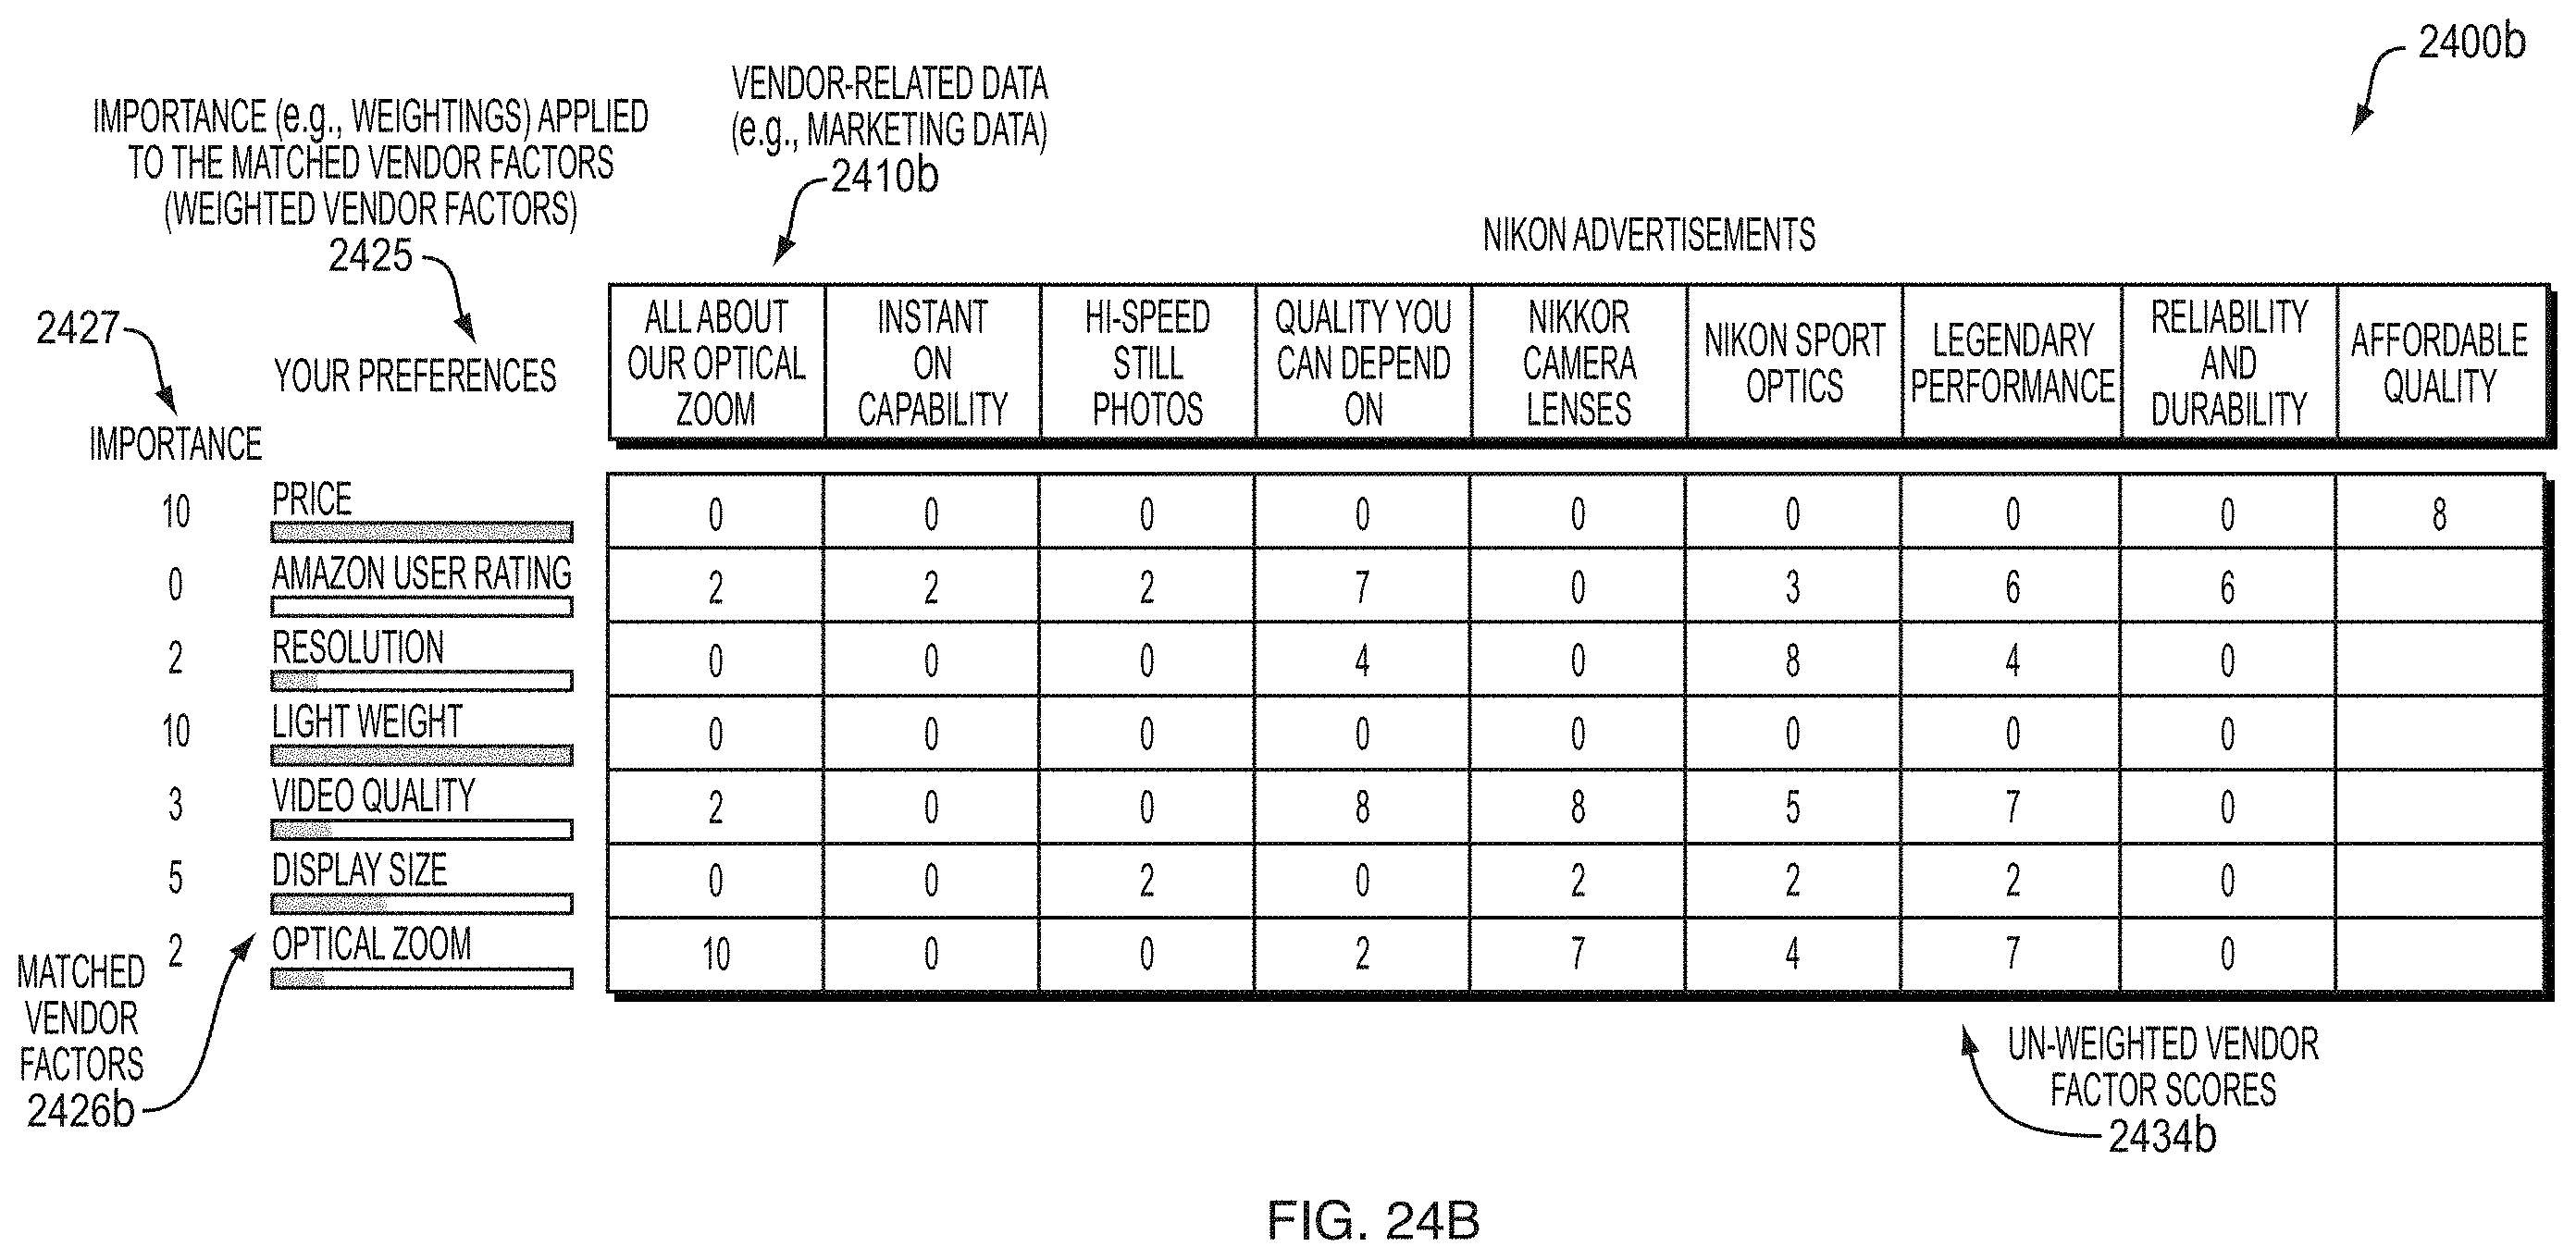 2400b
VENDOR-RELATED DATA
(e.g., MARKETING DATA)
2410b
IMPORTANCE (e.g., WEIGHTINGS) APPLIED
TO THE MATCHED VENDOR FACTORS
(WEIGHTED VENDOR FACTORS)
2425
NIKON ADVERTISEMENTS
2427
YOUR PREFERENCES
IMPORTANCE
ALL ABOUT
OUR OPTICAL
ZOOM
INSTANT
ON
CAPABILITY
HI-SPEED
STILL
PHOTOS
QUALITY YOU
CAN DEPEND
ON
NIKKOR
CAMERA
LENSES
NIKON SPORT
OPTICS
LEGENDARY
PERFORMANCE
RELIABILITY
AND
DURABILITY
AFFORDABLE
QUALITY
10 PRICE 0 0 0 0 0 0 0 0 8
0 AMAZON USER RATING 2 2 2 7 0 3 6 6
2 RESOLUTION 0 0 0 4 0 8 4 0
10 LIGHT WEIGHT 0 0 0 0 0 0 0 0
3 VIDEO QUALITY 2 0 0 8 8 5 7 0
5 DISPLAY SIZE 0 0 2 0 2 2 2 0
2 OPTICAL ZOOM 10 0 0 2 7 4 7 0
MATCHED
VENDOR
FACTORS
2426b
UN-WEIGHTED VENDOR
FACTOR SCORES
2434b
FIG. 24B